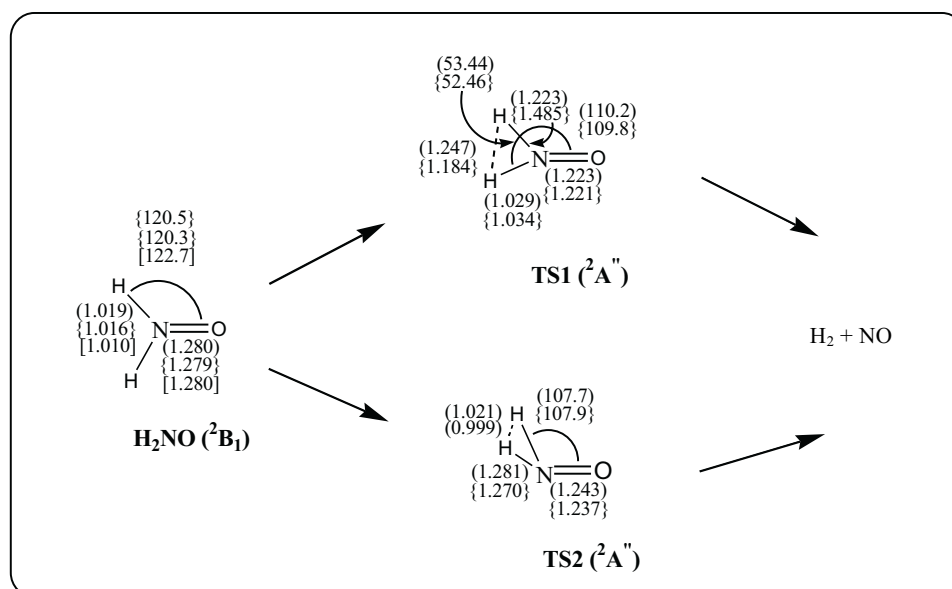 (53.44)
{52.46}
(1.223)
{1.485}
(110.2)
{109.8}
H
(1.247)
{1.184}
N
O
H
(1.223)
{1.221}
(1.029)
{1.034}
TS1 (²A")
{120.5}
{120.3}
[122.7]
H
(1.019)
{1.016}
[1.010]
N
O
H
(1.280)
{1.279}
[1.280]
H₂NO (²B₁)
H₂ + NO
(1.021)
(0.999)
H
(107.7)
{107.9}
H
N
O
(1.281)
{1.270}
(1.243)
{1.237}
TS2 (²A")